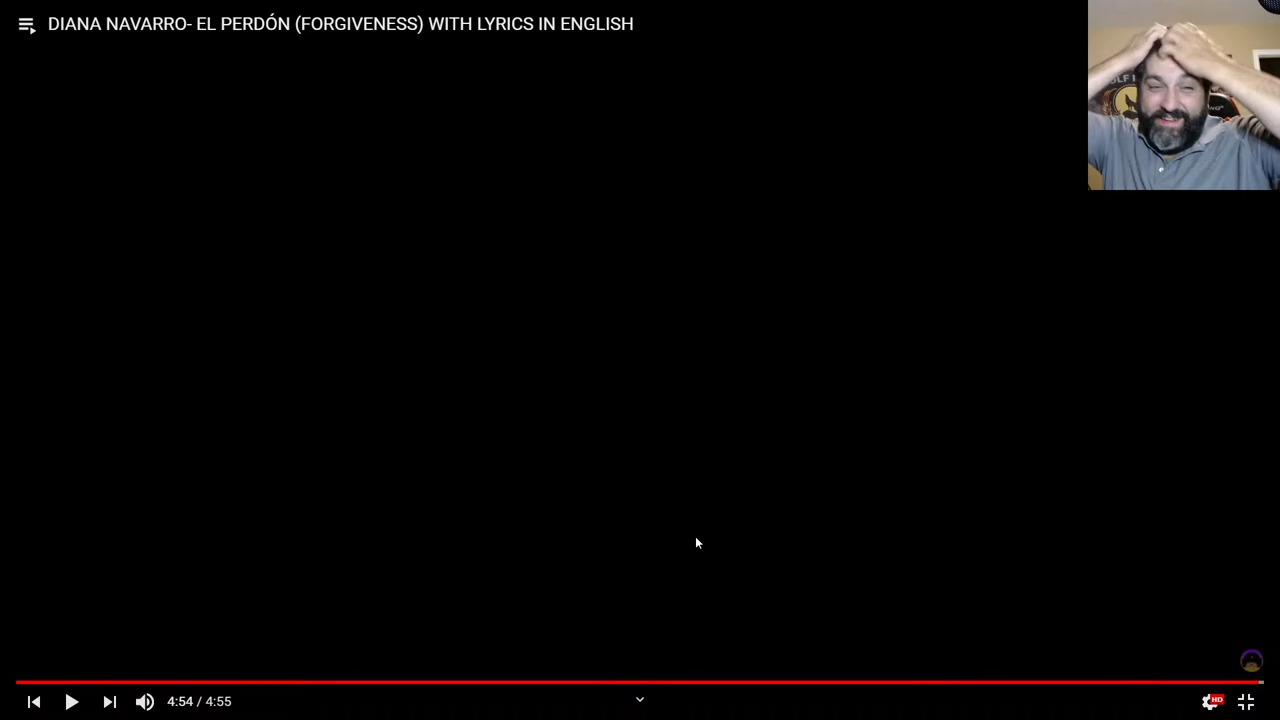 DIANA NAVARRO- EL PERDÓN (FORGIVENESS) WITH LYRICS IN ENGLISH
4:54 / 4:55
HD